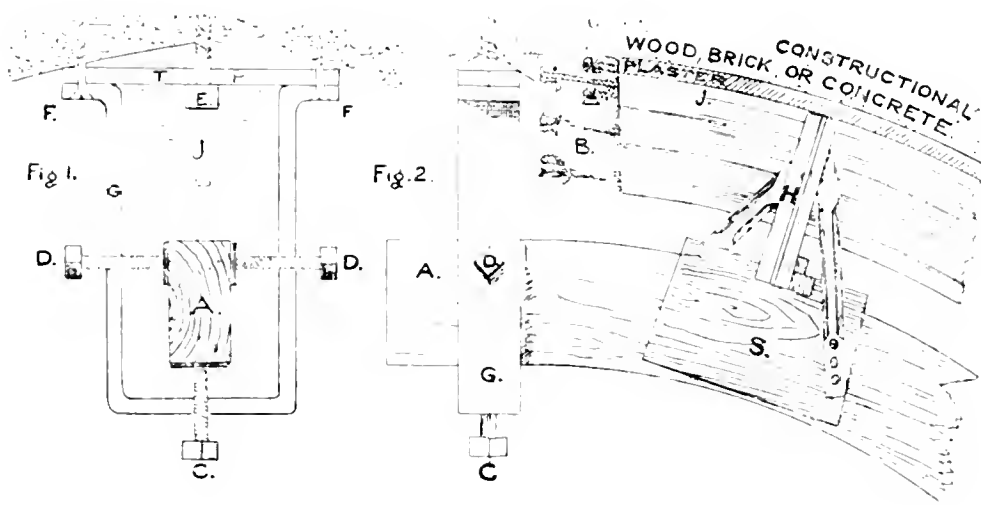 WOOD, BRICK, OR CONCRETE.
CONSTRUCTIONAL
PLASTER
T
E.
F.
F
J
J.
B.
Fig 1.
Fig. 2.
G
H
D.
D.
A.
A.
D.
S.
G.
C.
C